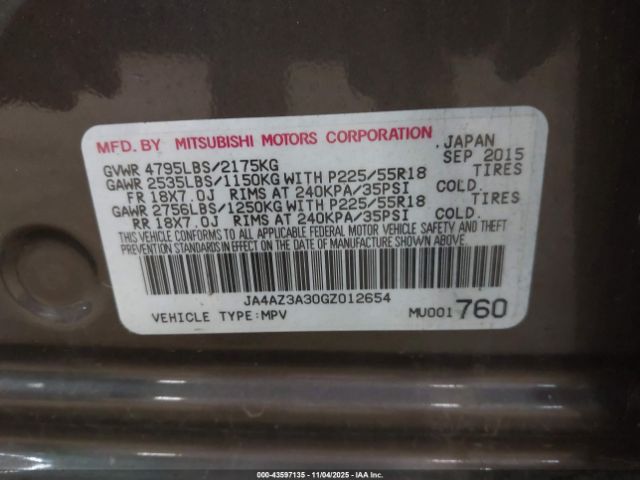 MFD. BY MITSUBISHI MOTORS CORPORATION , JAPAN
GVWR 4795LBS/2175KG SEP 2015
GAWR 2535LBS/1150KG WITH P225/55R18 TIRES
FR 18X7.0J RIMS AT 240KPA/35PSI COLD.
GAWR 2756LBS/1250KG WITH P225/55R18 TIRES
RR 18X7.0J RIMS AT 240KPA/35PSI COLD.
THIS VEHICLE CONFORMS TO ALL APPLICABLE FEDERAL MOTOR VEHICLE SAFETY AND THEFT
PREVENTION STANDARDS IN EFFECT ON THE DATE OF MANUFACTURE SHOWN ABOVE.
JA4AZ3A30GZ012654
VEHICLE TYPE:MPV MU001 760
000-43597135 - 11/04/2025 - IAA Inc.